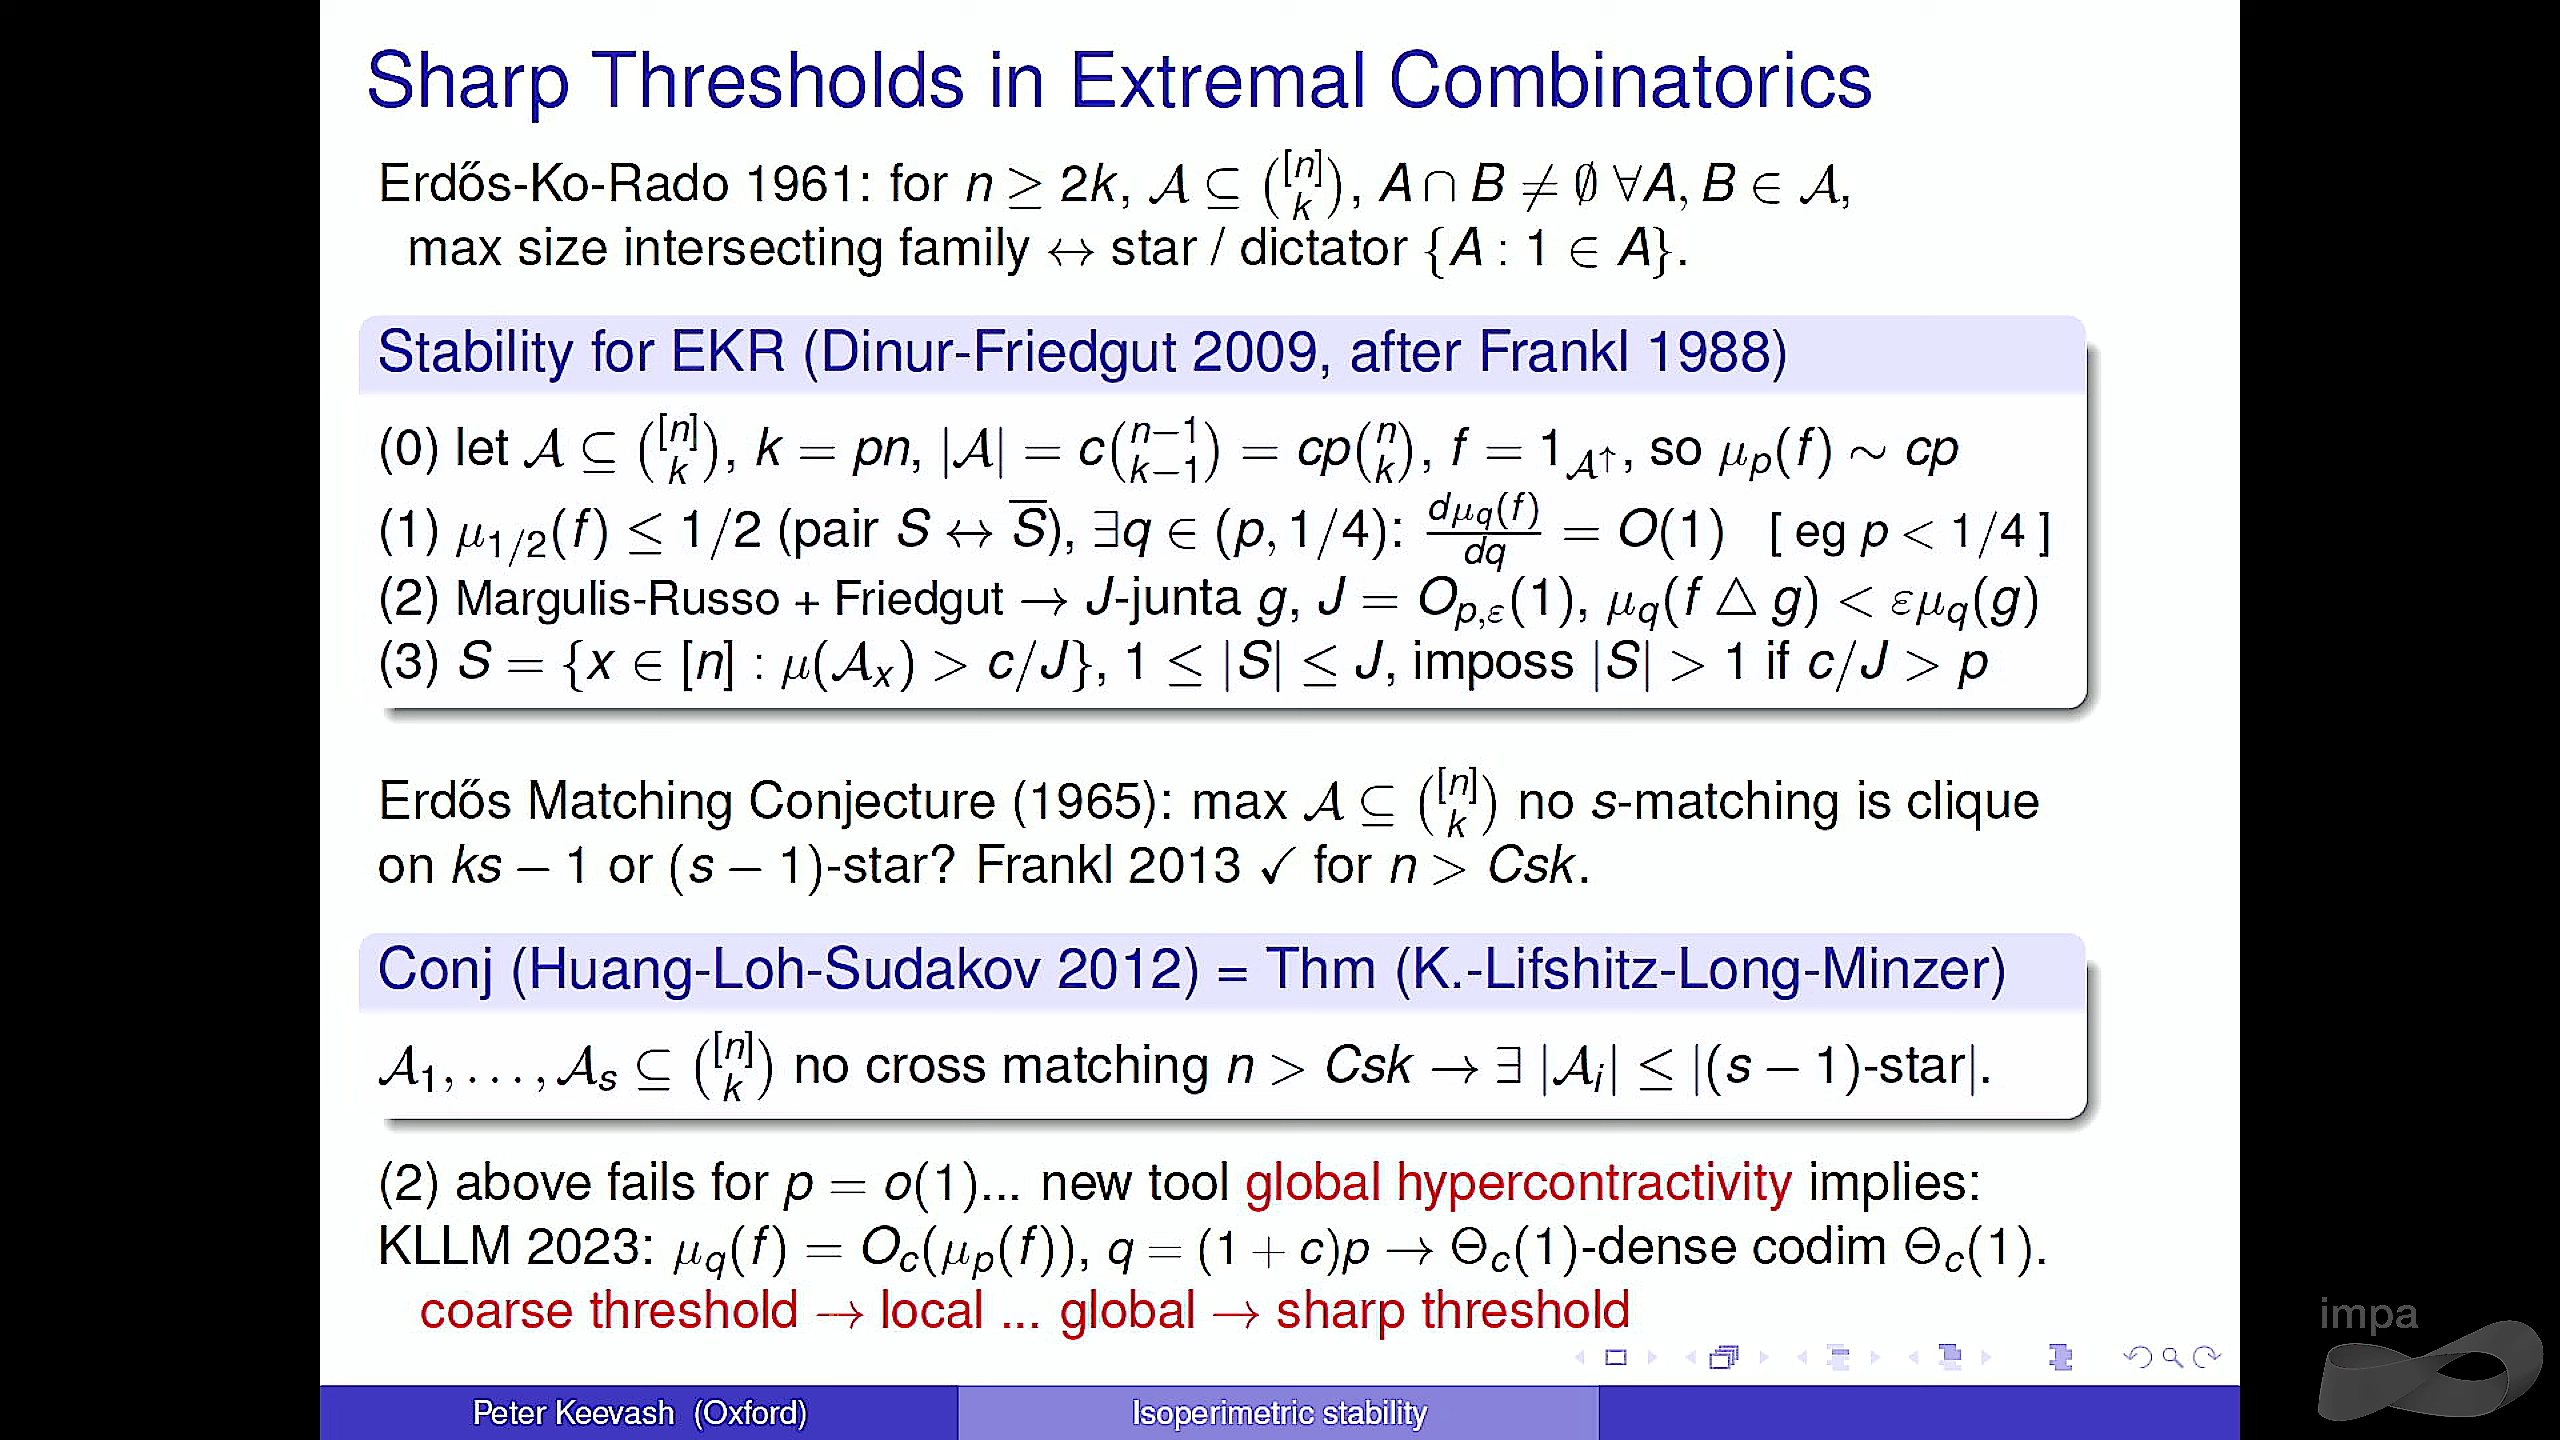 Sharp Thresholds in Extremal Combinatorics
Erdős-Ko-Rado 1961: for n ≥ 2k, 𝒜 ⊆ ([n] k), A ∩ B ≠ ∅ ∀A, B ∈ 𝒜,
max size intersecting family ↔ star / dictator {A : 1 ∈ A}.
Stability for EKR (Dinur-Friedgut 2009, after Frankl 1988)
(0) let 𝒜 ⊆ ([n] k), k = pn, |𝒜| = c(n−1 k−1) = cp(n k), f = 1_{𝒜↑}, so μ_p(f) ∼ cp
(1) μ_{1/2}(f) ≤ 1/2 (pair S ↔ S̅), ∃q ∈ (p, 1/4): dμ_q(f)/dq = O(1) [ eg p < 1/4 ]
(2) Margulis-Russo + Friedgut → J-junta g, J = O_{p,ε}(1), μ_q(f △ g) < εμ_q(g)
(3) S = {x ∈ [n] : μ(𝒜_x) > c/J}, 1 ≤ |S| ≤ J, imposs |S| > 1 if c/J > p
Erdős Matching Conjecture (1965): max 𝒜 ⊆ ([n] k) no s-matching is clique
on ks − 1 or (s − 1)-star? Frankl 2013 ✓ for n > Csk.
Conj (Huang-Loh-Sudakov 2012) = Thm (K.-Lifshitz-Long-Minzer)
𝒜_1, . . . , 𝒜_s ⊆ ([n] k) no cross matching n > Csk → ∃ |𝒜_i| ≤ |(s − 1)-star|.
(2) above fails for p = o(1)... new tool global hypercontractivity implies:
KLLM 2023: μ_q(f) = O_c(μ_p(f)), q = (1 + c)p → Θ_c(1)-dense codim Θ_c(1).
coarse threshold → local ... global → sharp threshold
impa
Peter Keevash (Oxford)
Isoperimetric stability